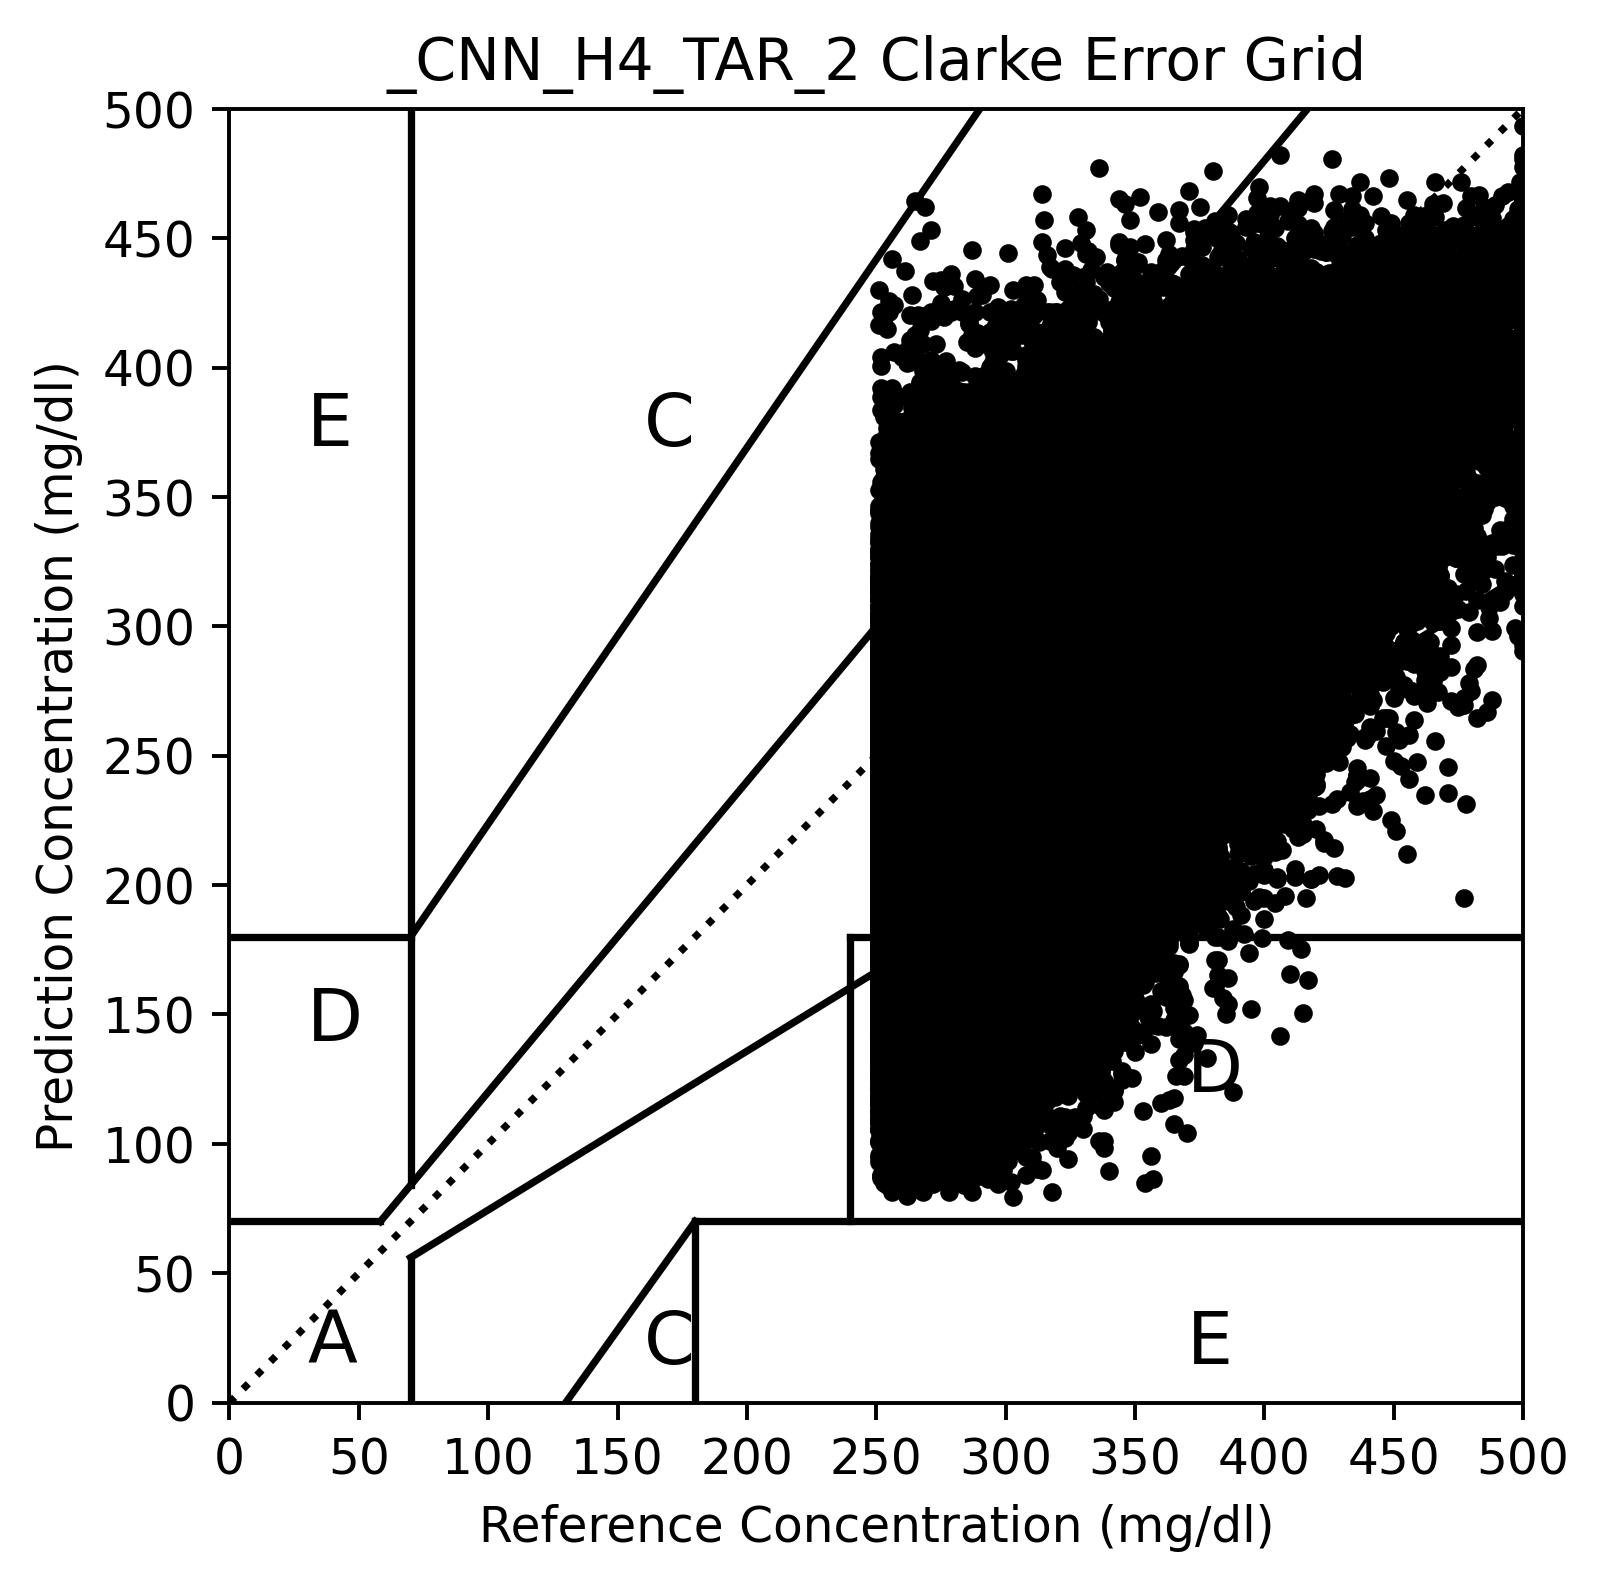 _CNN_H4_TAR_2 Clarke Error Grid
Prediction Concentration (mg/dl)
500
450
400
350
300
250
200
150
100
50
0
E
C
D
D
A
C
E
0 50 100 150 200 250 300 350 400 450 500
Reference Concentration (mg/dl)